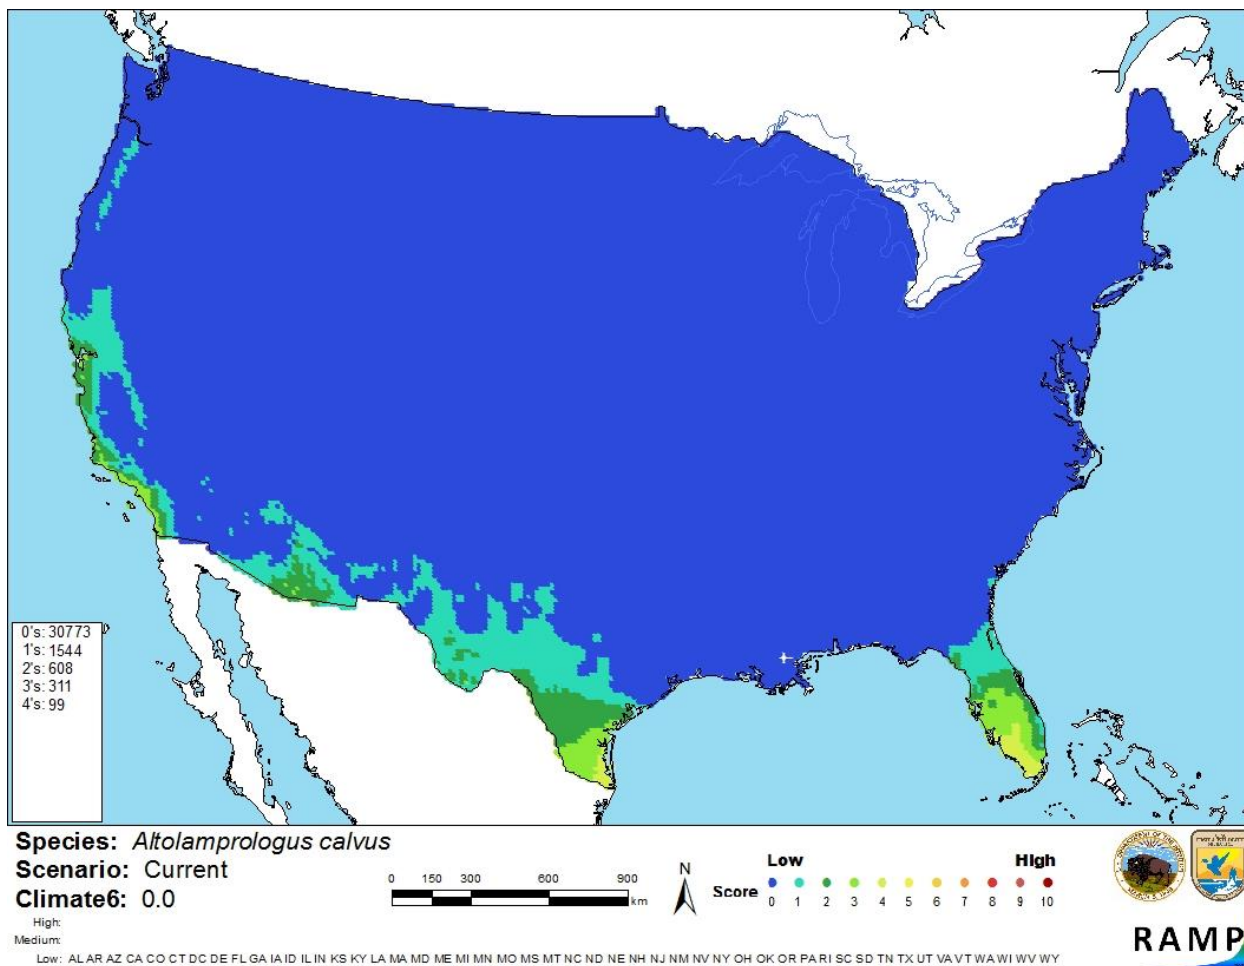 0's: 30773
1's: 1544
2's: 608
3's: 311
4's: 99
Species: Altolamprologus calvus
Scenario: Current
Climate6: 0.0
High:
Medium:
Low: AL AR AZ CA CO CT DC DE FL GA IA ID IL IN KS KY LA MA MD ME MI MN MO MS MT NC ND NE NH NJ NM NV NY OH OK OR PA RI SC SD TN TX UT VA VT WA WI WV WY
0 150 300 600 900
km
N
Low High
Score
0 1 2 3 4 5 6 7 8 9 10
RAMP